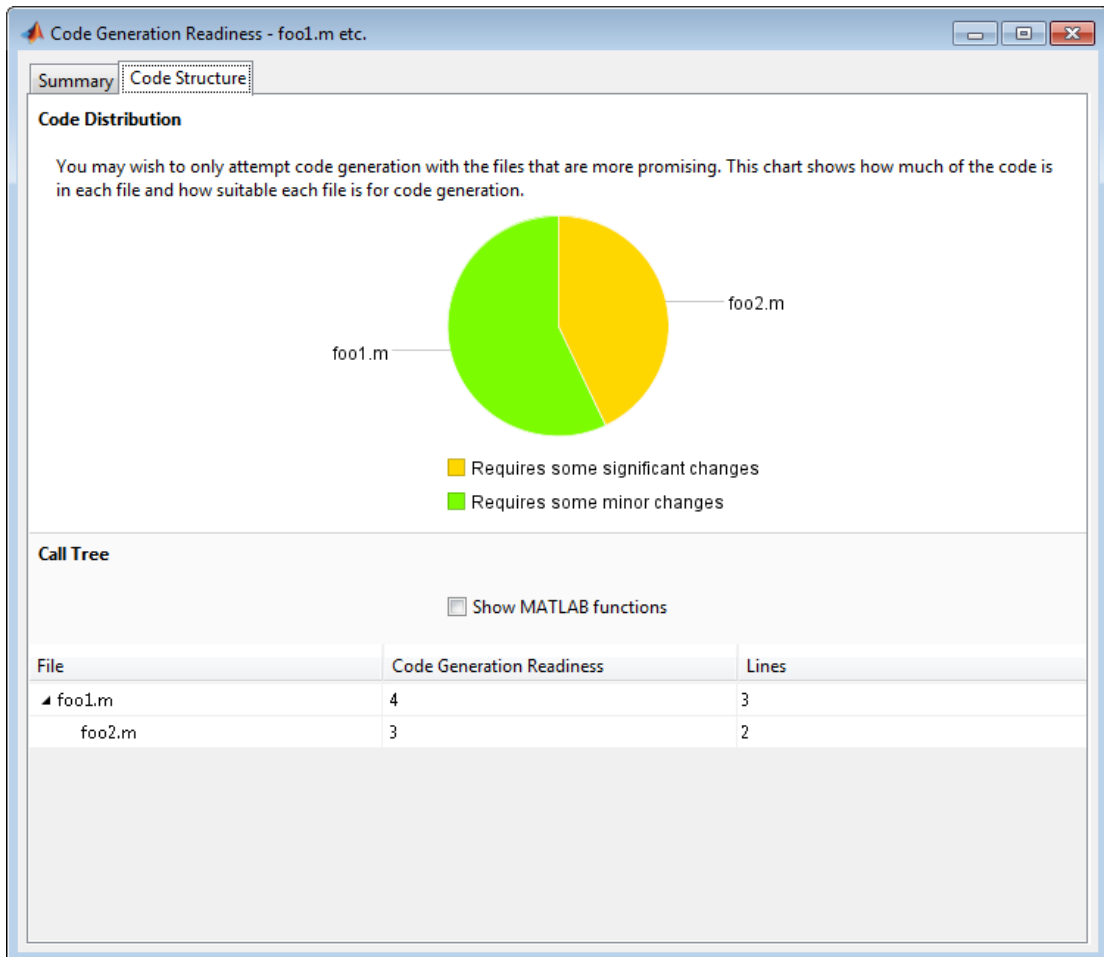 Code Generation Readiness - foo1.m etc.
Summary
Code Structure
Code Distribution
You may wish to only attempt code generation with the files that are more promising. This chart shows how much of the code is
in each file and how suitable each file is for code generation.
foo2.m
foo1.m
Requires some significant changes
Requires some minor changes
Call Tree
Show MATLAB functions
File Code Generation Readiness Lines
foo1.m 4 3
foo2.m 3 2